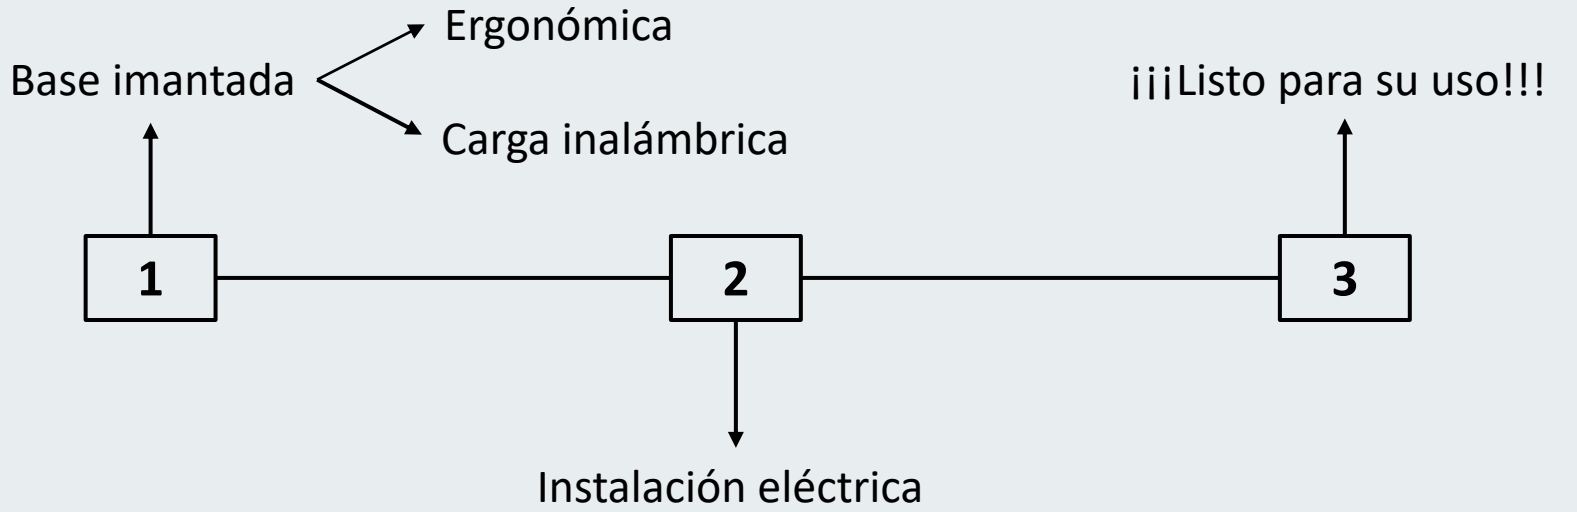 Ergonómica
Base imantada
¡¡¡Listo para su uso!!!
Carga inalámbrica
1
2
3
Instalación eléctrica